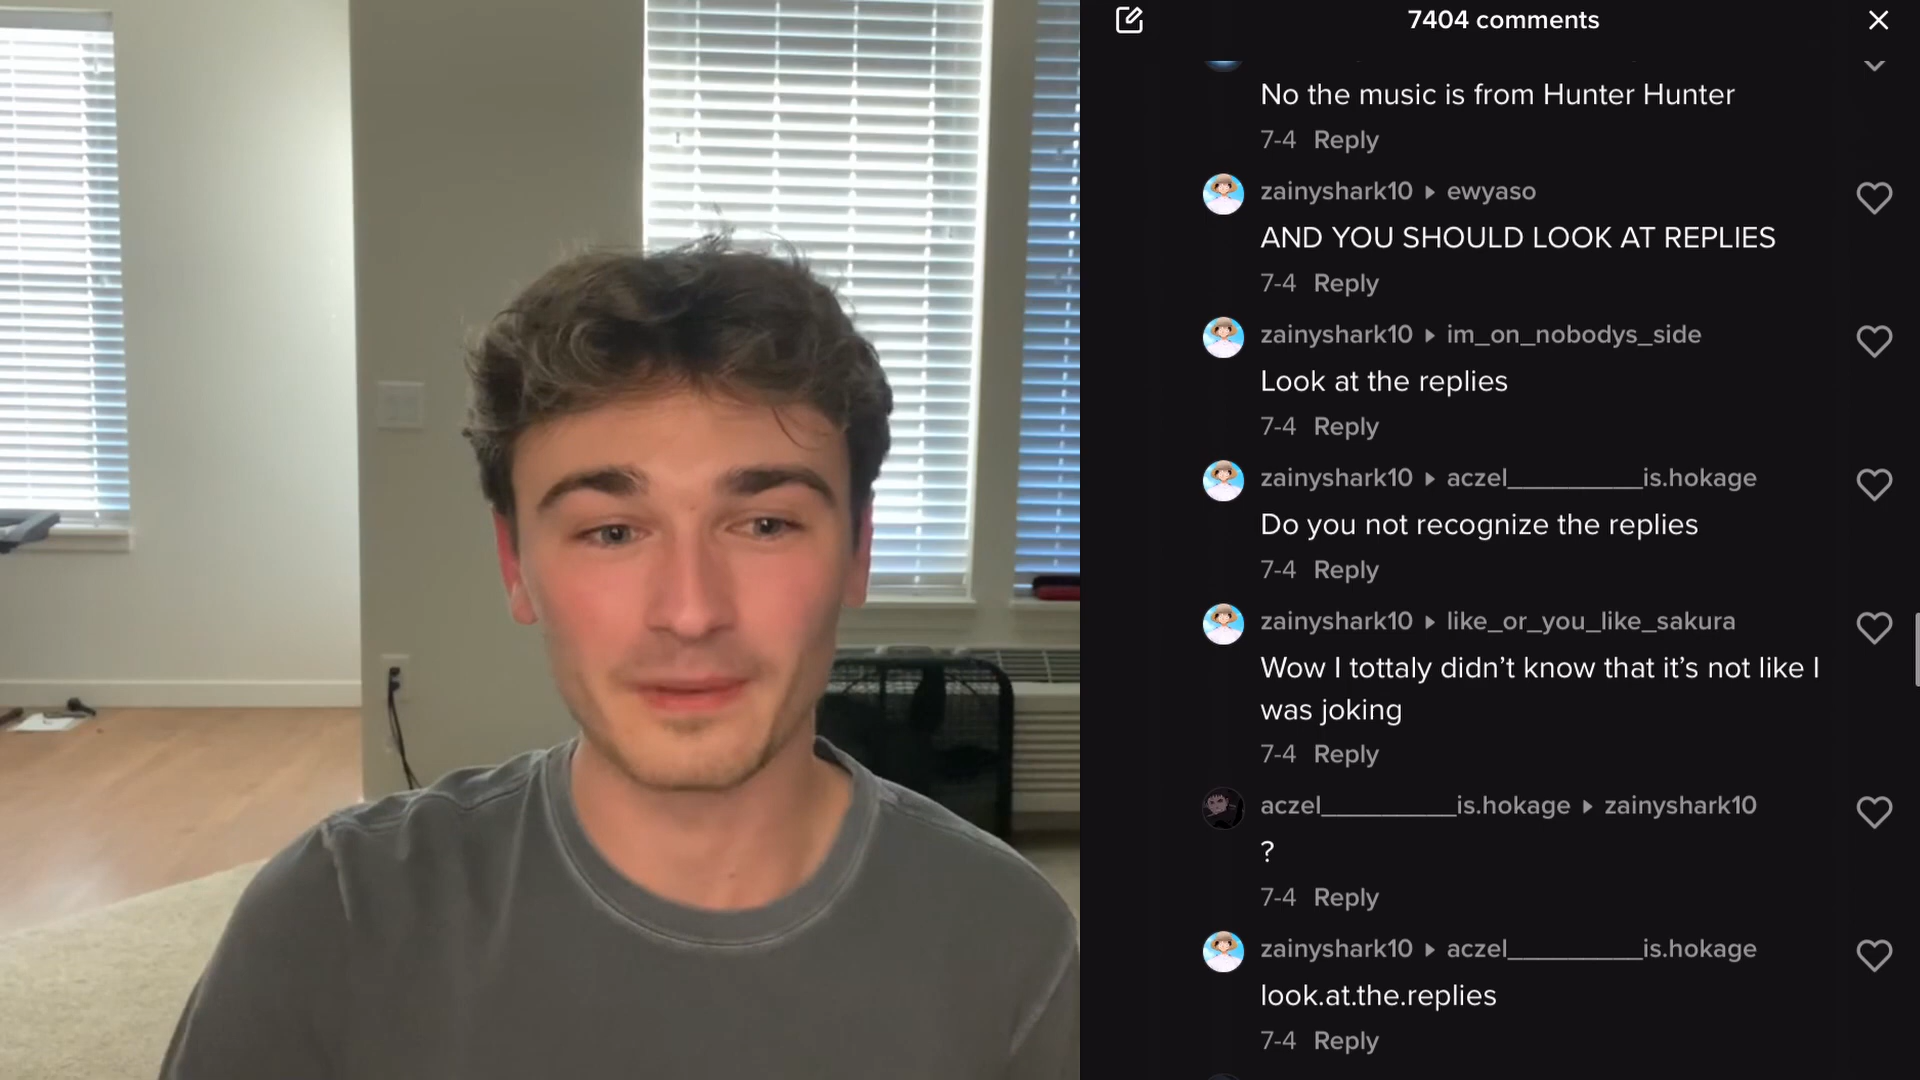 7404 comments
No the music is from Hunter Hunter
7-4 Reply
zainyshark10 ▸ ewyaso
AND YOU SHOULD LOOK AT REPLIES
7-4 Reply
zainyshark10 ▸ im_on_nobodys_side
Look at the replies
7-4 Reply
zainyshark10 ▸ aczel_________is.hokage
Do you not recognize the replies
7-4 Reply
zainyshark10 ▸ like_or_you_like_sakura
Wow I tottaly didn’t know that it’s not like I
was joking
7-4 Reply
aczel_________is.hokage ▸ zainyshark10
?
7-4 Reply
zainyshark10 ▸ aczel_________is.hokage
look.at.the.replies
7-4 Reply